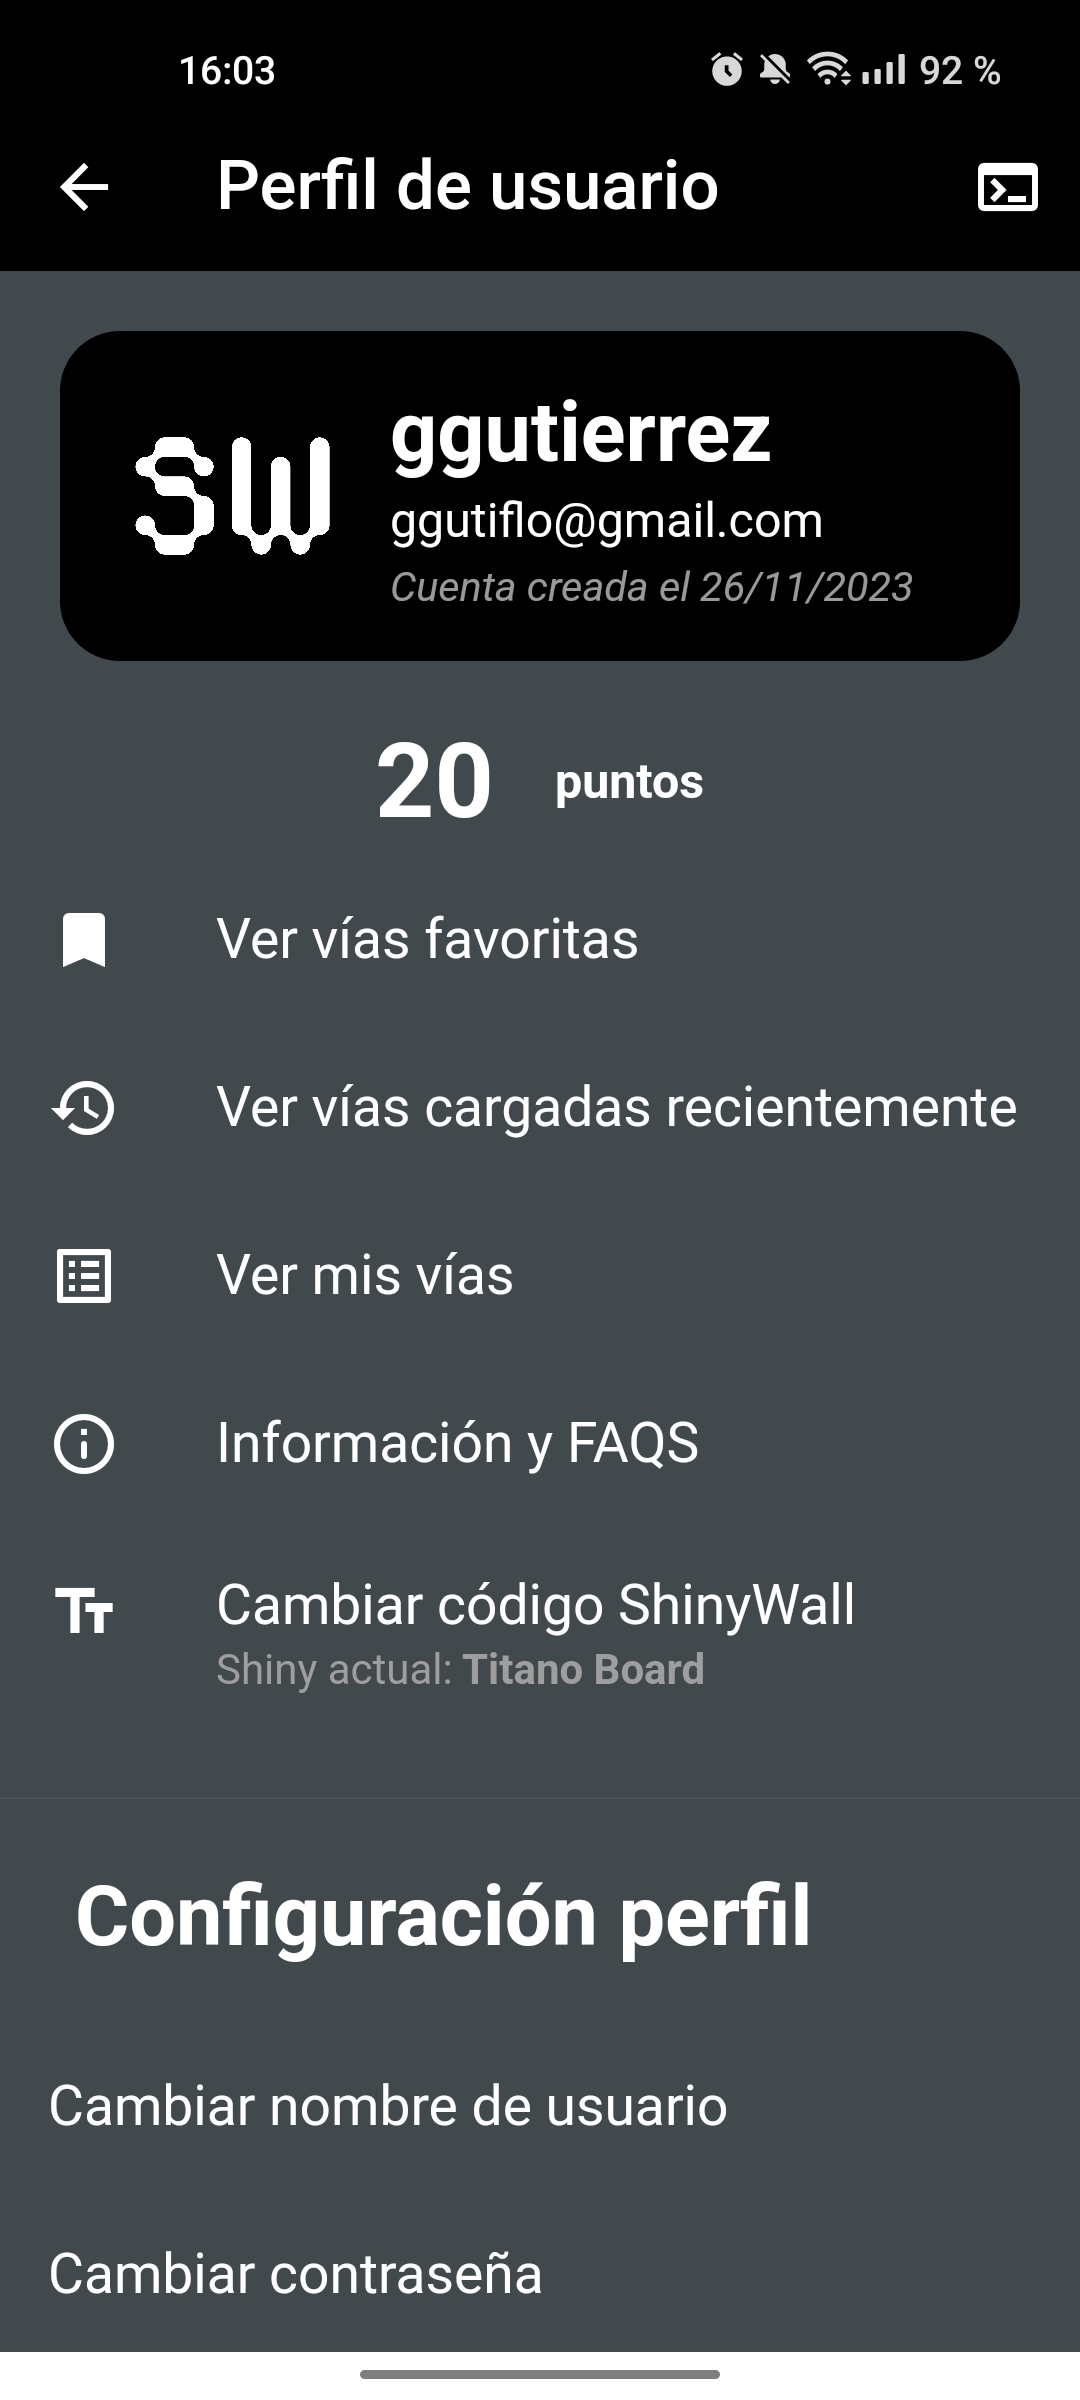 16:03
92 %
Perfil de usuario
SW
ggutierrez
ggutiflo@gmail.com
Cuenta creada el 26/11/2023
20 puntos
Ver vías favoritas
Ver vías cargadas recientemente
Ver mis vías
Información y FAQS
Cambiar código ShinyWall
Shiny actual: Titano Board
Configuración perfil
Cambiar nombre de usuario
Cambiar contraseña